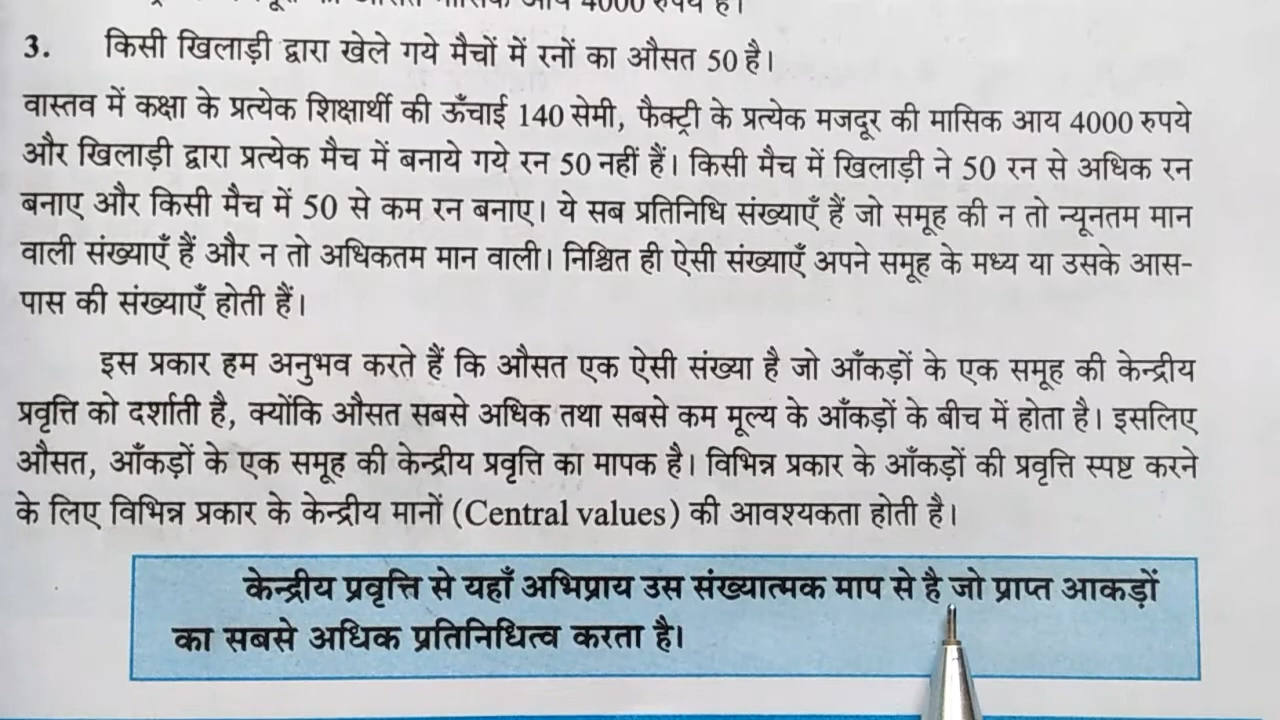 औसत मासिक आय 4000 रुपये है।
3. किसी खिलाड़ी द्वारा खेले गये मैचों में रनों का औसत 50 है।
वास्तव में कक्षा के प्रत्येक शिक्षार्थी की ऊँचाई 140 सेमी, फैक्ट्री के प्रत्येक मजदूर की मासिक आय 4000 रुपये
और खिलाड़ी द्वारा प्रत्येक मैच में बनाये गये रन 50 नहीं हैं। किसी मैच में खिलाड़ी ने 50 रन से अधिक रन
बनाए और किसी मैच में 50 से कम रन बनाए। ये सब प्रतिनिधि संख्याएँ हैं जो समूह की न तो न्यूनतम मान
वाली संख्याएँ हैं और न तो अधिकतम मान वाली। निश्चित ही ऐसी संख्याएँ अपने समूह के मध्य या उसके आस-
पास की संख्याएँ होती हैं।
इस प्रकार हम अनुभव करते हैं कि औसत एक ऐसी संख्या है जो आँकड़ों के एक समूह की केन्द्रीय
प्रवृत्ति को दर्शाती है, क्योंकि औसत सबसे अधिक तथा सबसे कम मूल्य के आँकड़ों के बीच में होता है। इसलिए
औसत, आँकड़ों के एक समूह की केन्द्रीय प्रवृत्ति का मापक है। विभिन्न प्रकार के आँकड़ों की प्रवृत्ति स्पष्ट करने
के लिए विभिन्न प्रकार के केन्द्रीय मानों (Central values) की आवश्यकता होती है।
केन्द्रीय प्रवृत्ति से यहाँ अभिप्राय उस संख्यात्मक माप से है जो प्राप्त आकड़ों
का सबसे अधिक प्रतिनिधित्व करता है।